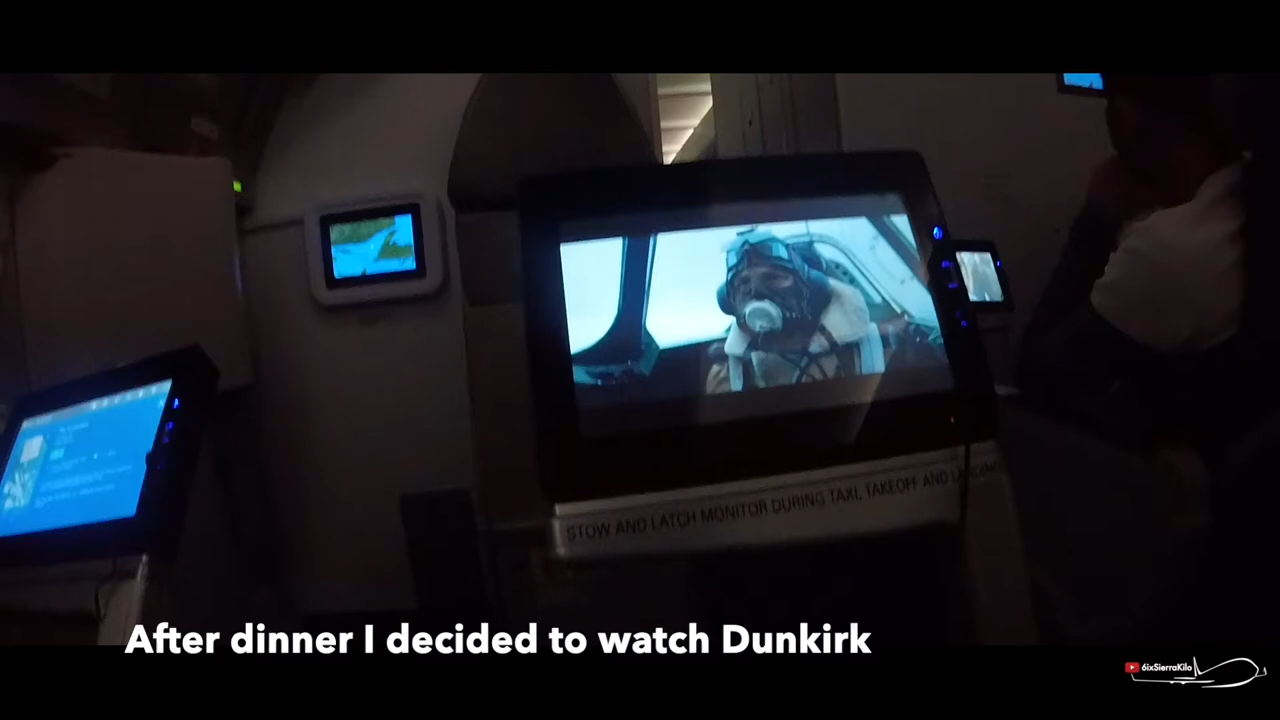 STOW AND LATCH MONITOR DURING TAXI, TAKEOFF AND LANDING
After dinner I decided to watch Dunkirk
6ixSierraKilo